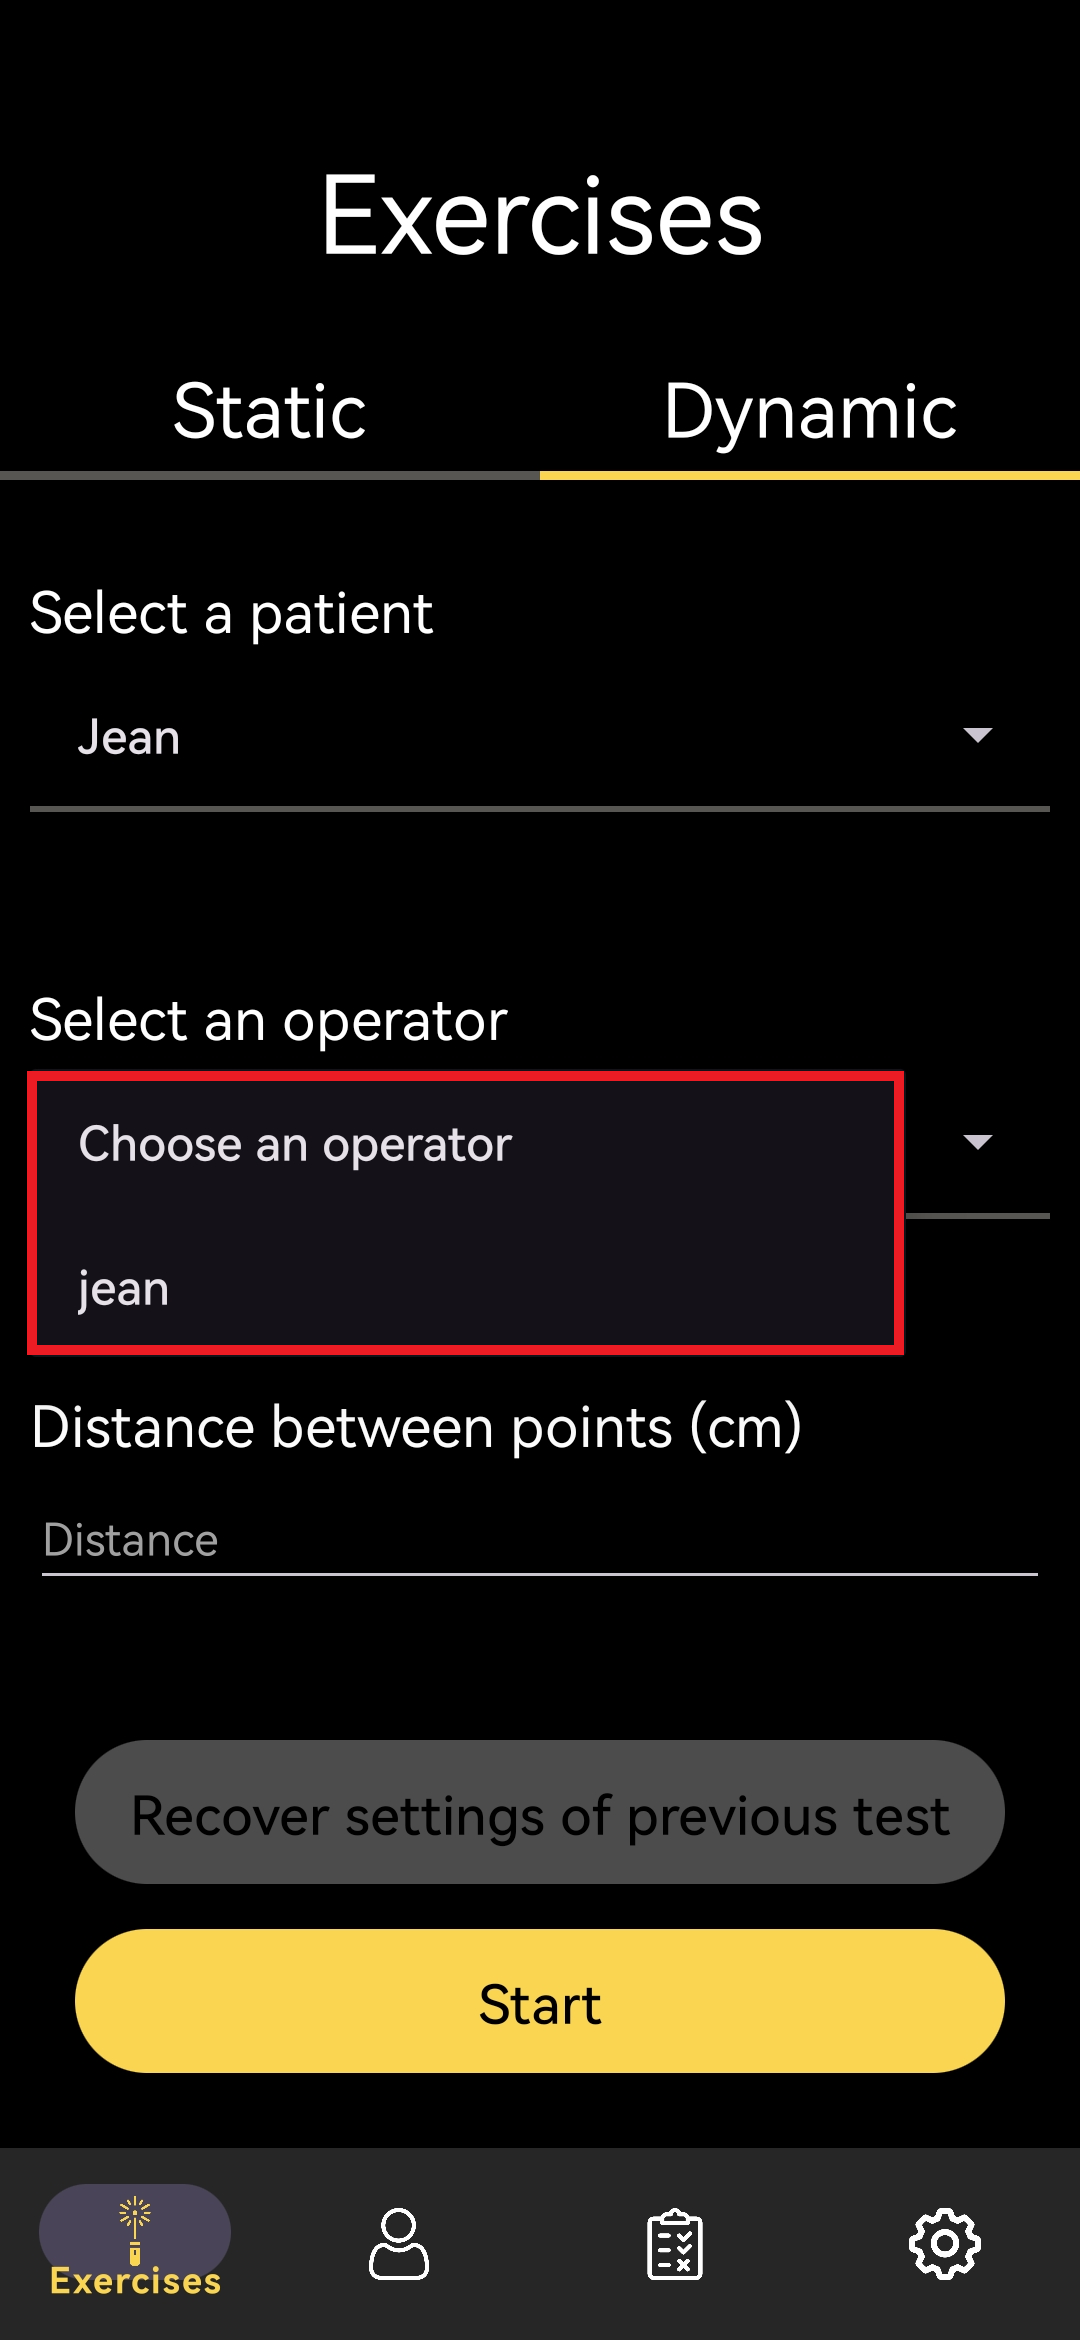 Exercises
Static
Dynamic
Select a patient
Jean
Select an operator
Choose an operator
jean
Distance between points (cm)
Distance
Recover settings of previous test
Start
Exercises